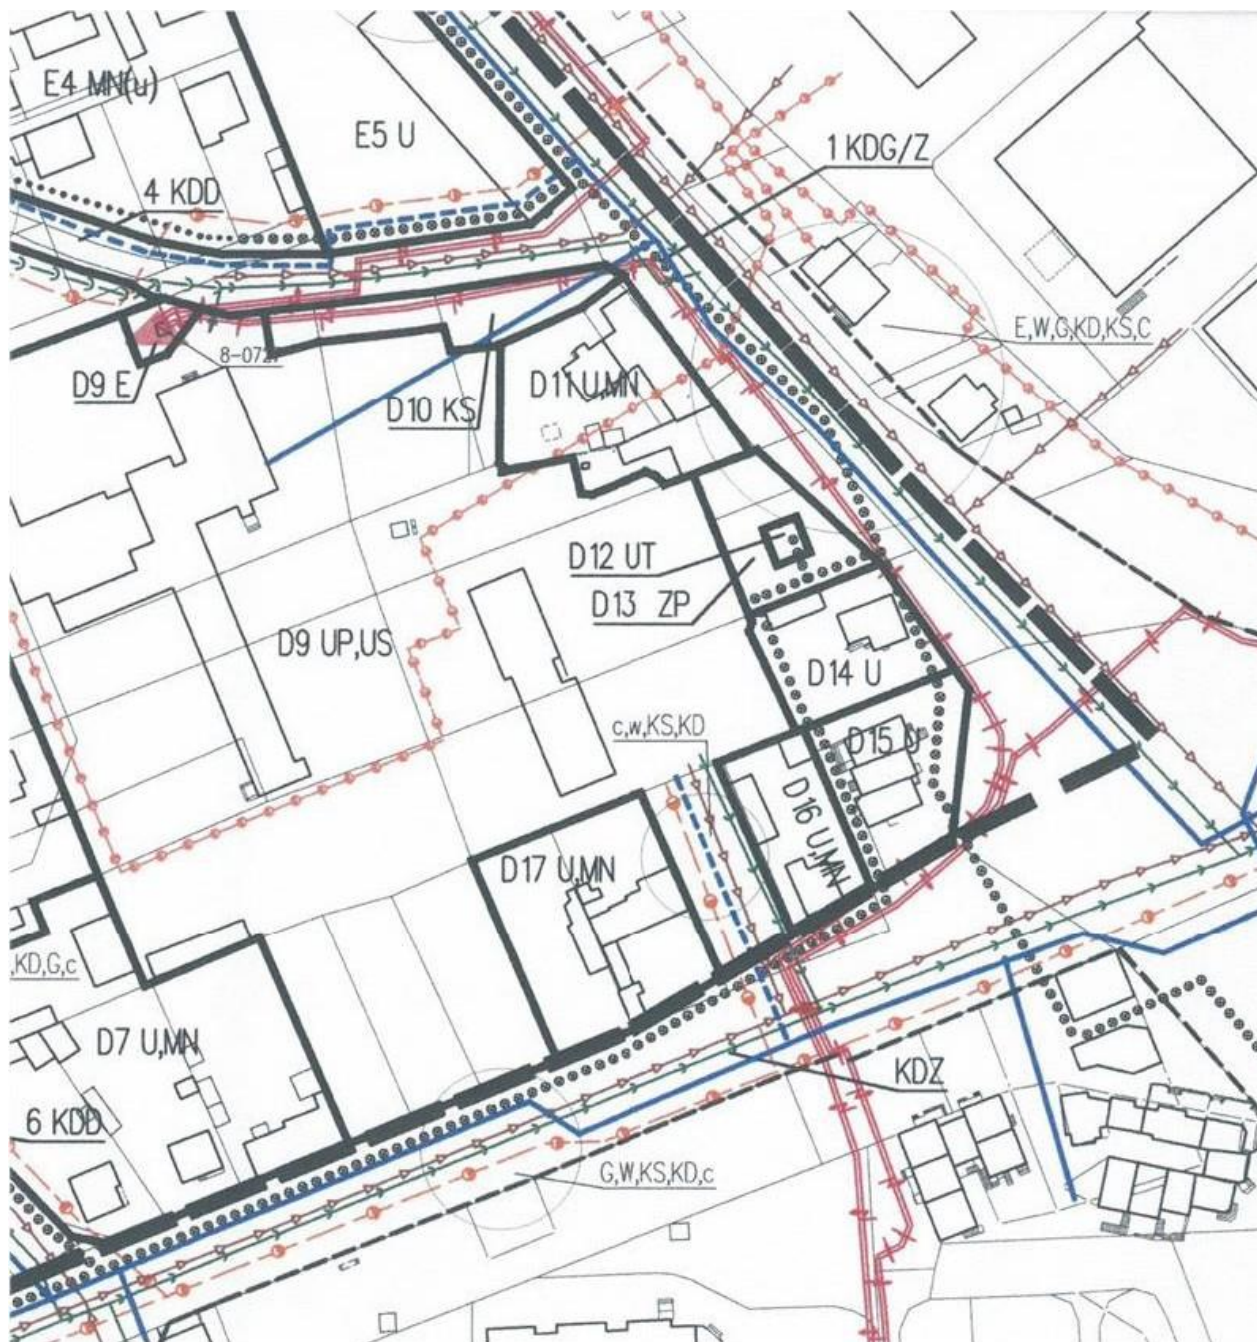 E4 MN(u)
E5 U
1 KDG/Z
4 KDD
E,W,G,KD,KS,C
8-072
D9 E
D10 KS
D11 U,MN
D12 UT
D13 ZP
D9 UP,US
D14 U
c,w,KS,KD
D15 U
D16 U,MN
D17 U,MN
,KD,G,c
D7 U,MN
KDZ
6 KDD
G,W,KS,KD,c